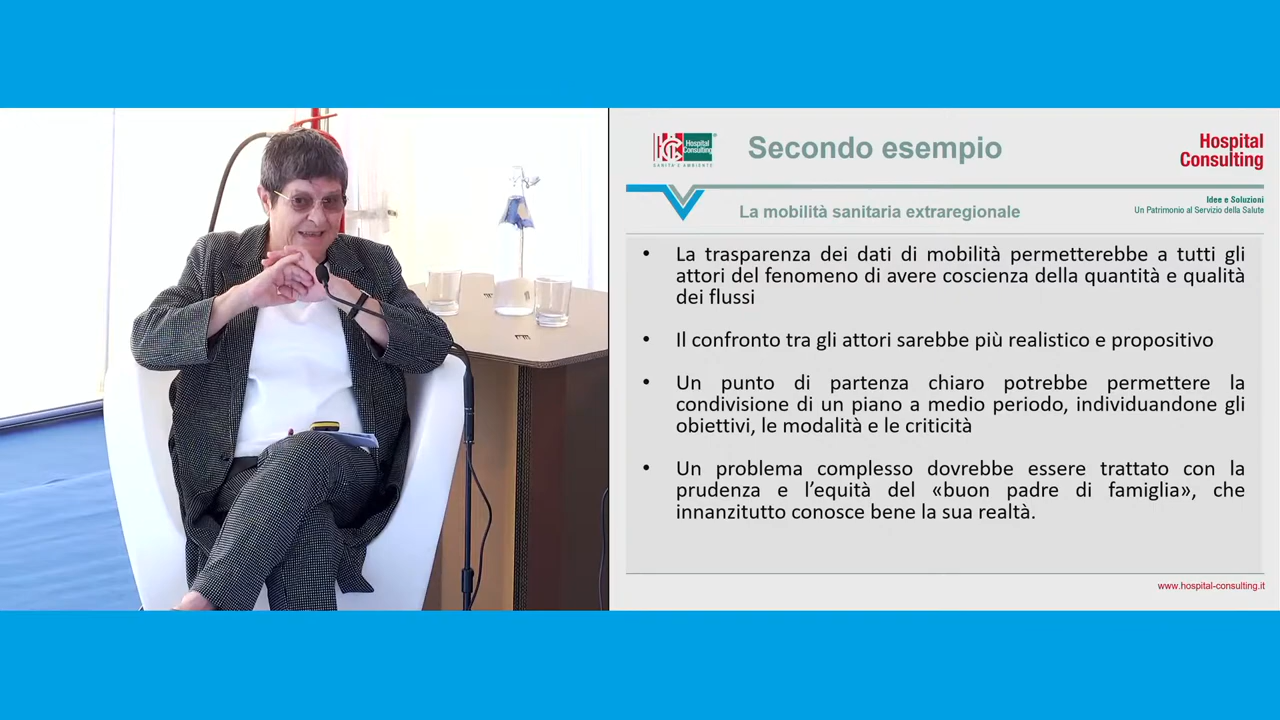 Hospital
Consulting
SANITÀ E AMBIENTE
Secondo esempio
Hospital
Consulting
Idee e Soluzioni
Un Patrimonio al Servizio della Salute
La mobilità sanitaria extraregionale
• La trasparenza dei dati di mobilità permetterebbe a tutti gli
attori del fenomeno di avere coscienza della quantità e qualità
dei flussi
• Il confronto tra gli attori sarebbe più realistico e propositivo
• Un punto di partenza chiaro potrebbe permettere la
condivisione di un piano a medio periodo, individuandone gli
obiettivi, le modalità e le criticità
• Un problema complesso dovrebbe essere trattato con la
prudenza e l’equità del «buon padre di famiglia», che
innanzitutto conosce bene la sua realtà.
www.hospital-consulting.it